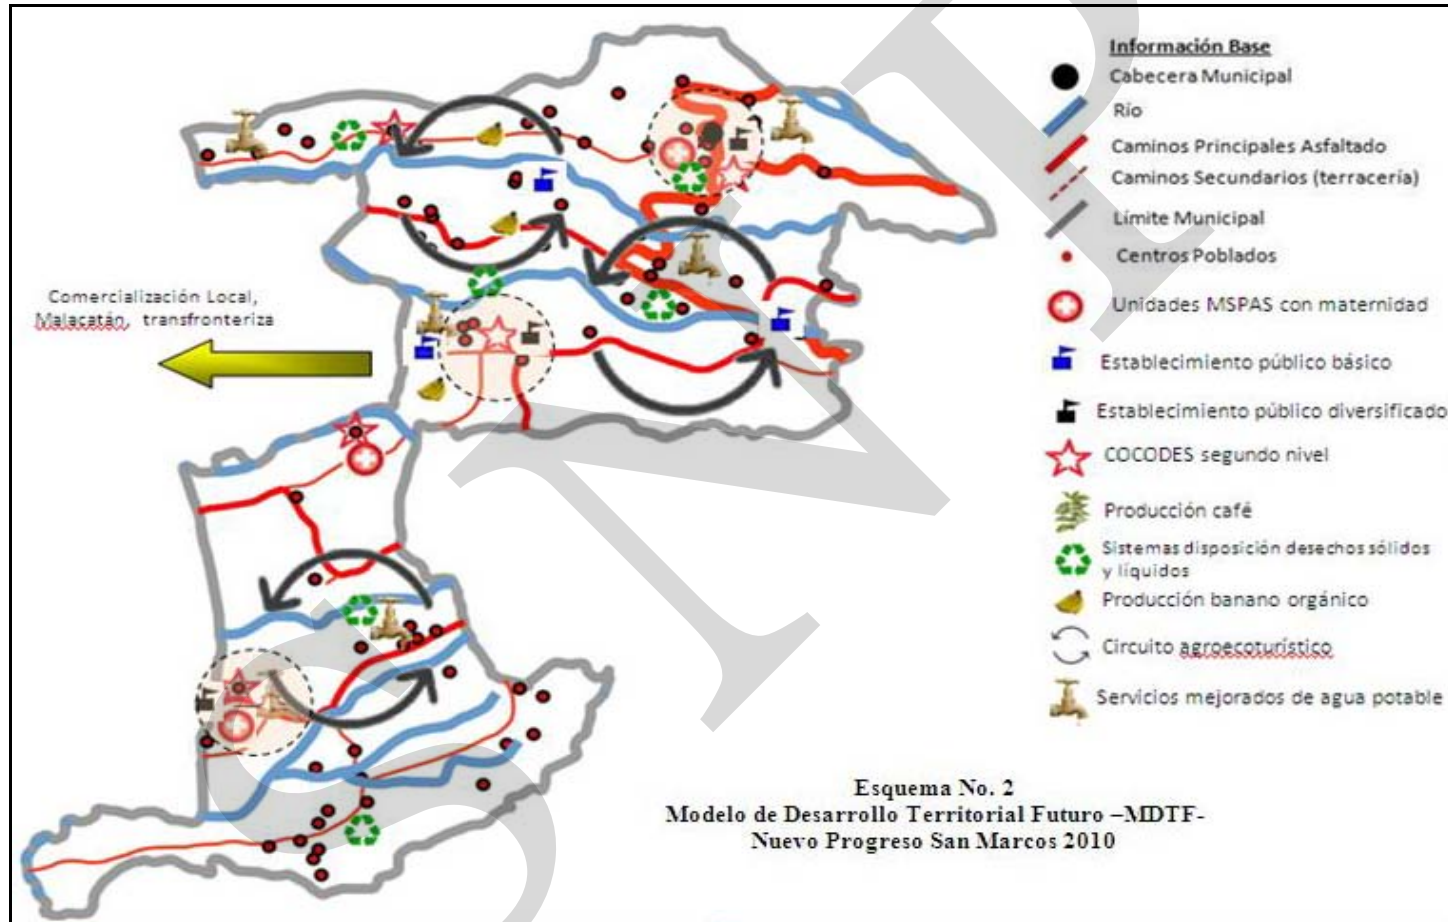 Información Base
Cabecera Municipal
Río
Caminos Principales Asfaltado
Caminos Secundarios (terracería)
Límite Municipal
Centros Poblados
Unidades MSPAS con maternidad
Establecimiento público básico
Establecimiento público diversificado
COCODES segundo nivel
Producción café
Sistemas disposición desechos sólidos
y líquidos
Producción banano orgánico
Circuito agroecoturístico
Servicios mejorados de agua potable
Comercialización Local,
Malacatán, transfronteriza
Esquema No. 2
Modelo de Desarrollo Territorial Futuro –MDTF-
Nuevo Progreso San Marcos 2010